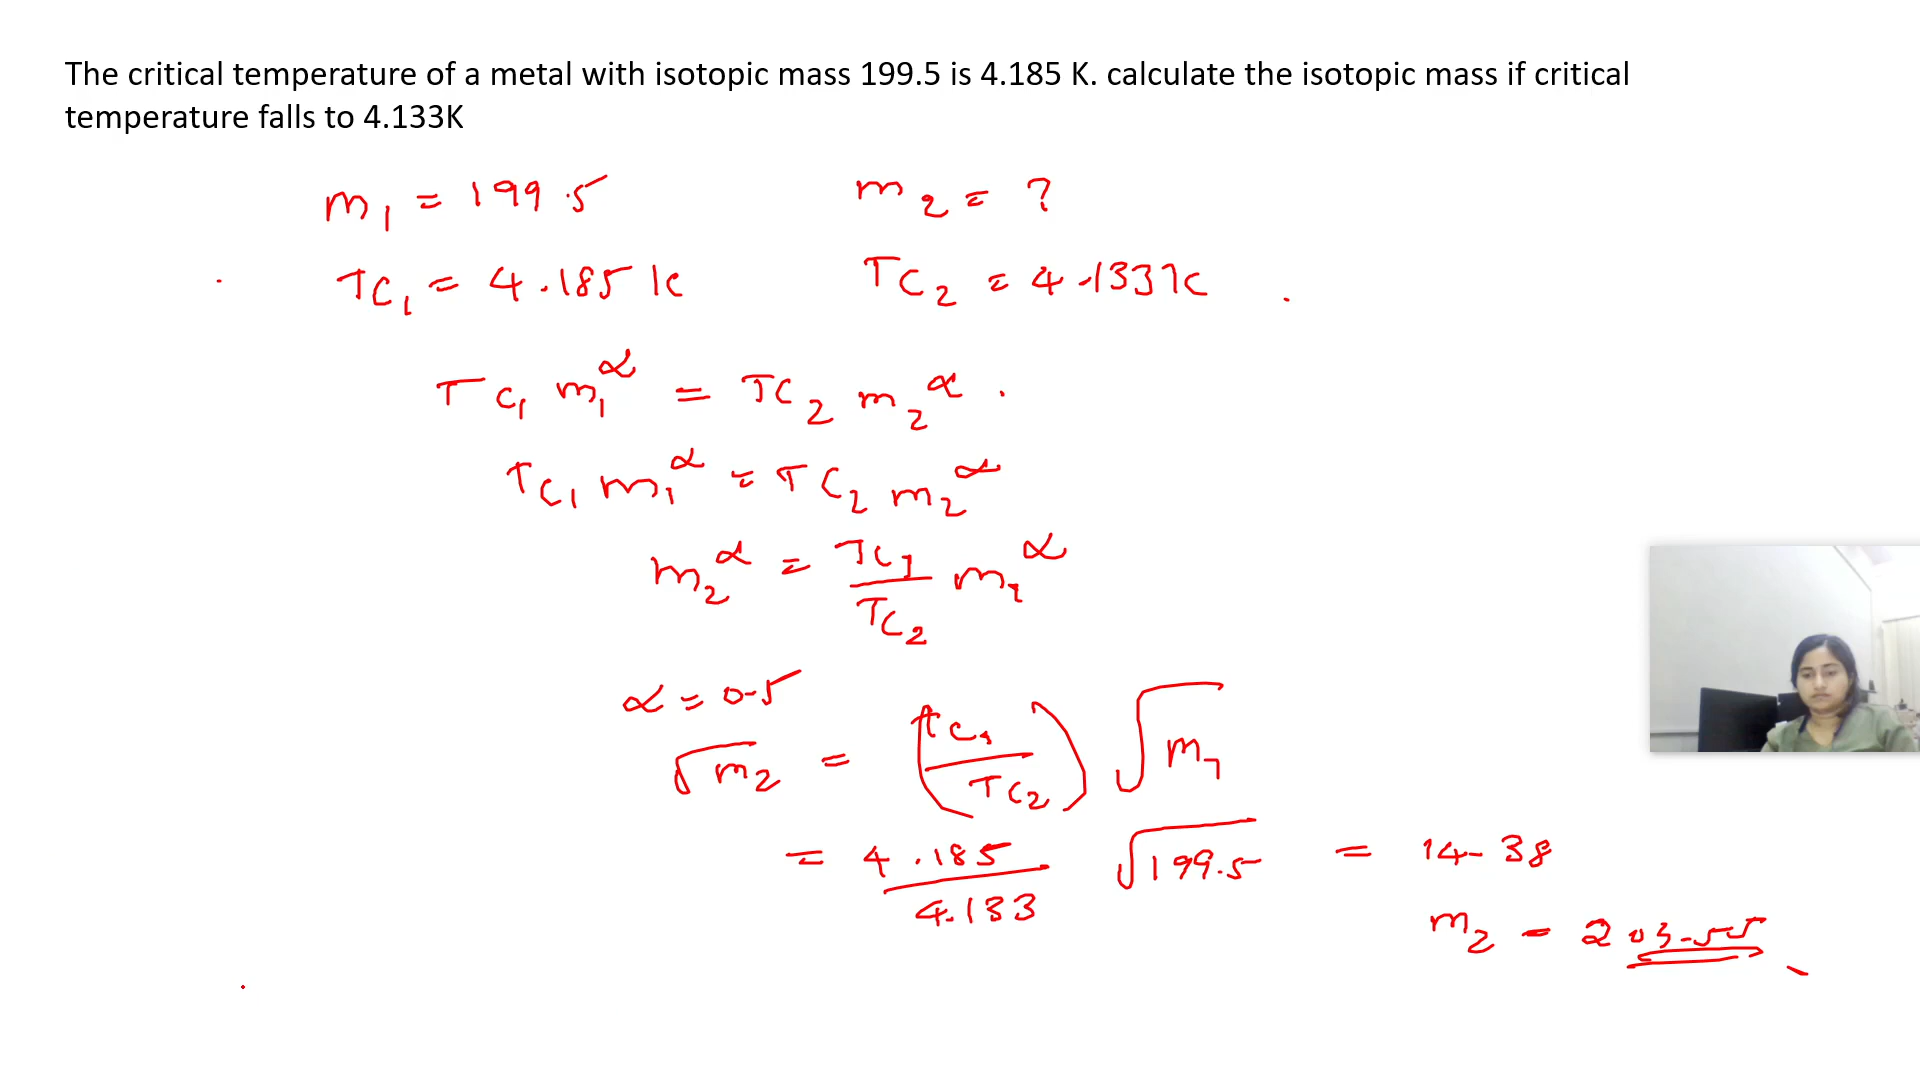 The critical temperature of a metal with isotopic mass 199.5 is 4.185 K. calculate the isotopic mass if critical
temperature falls to 4.133K
m₁ = 199.5 m₂ = ?
TC₁ = 4.185 K TC₂ = 4.133K
TC₁ m₁^α = TC₂ m₂^α.
TC₁ m₁^α = TC₂ m₂^α
m₂^α = TC₁/TC₂ m₁^α
α = 0.5
√m₂ = (TC₁/TC₂) √m₁
= 4.185/4.133 √199.5 = 14.38
m₂ = 203.55